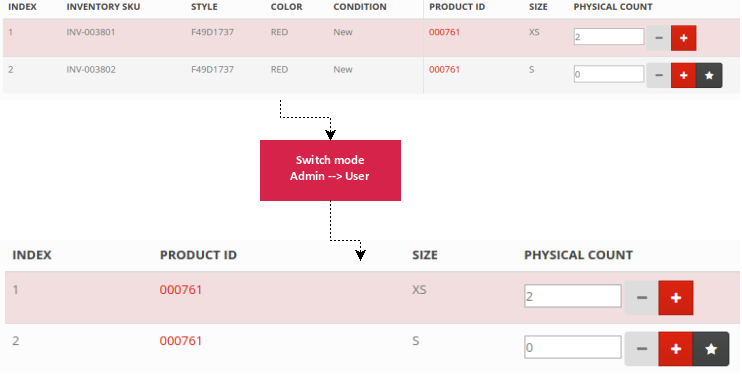 INDEX INVENTORY SKU STYLE COLOR CONDITION PRODUCT ID SIZE PHYSICAL COUNT
1 INV-003801 F49D1737 RED New 000761 XS 2
2 INV-003802 F49D1737 RED New 000761 S 0
Switch mode
Admin --> User
INDEX PRODUCT ID SIZE PHYSICAL COUNT
1 000761 XS 2
2 000761 S 0